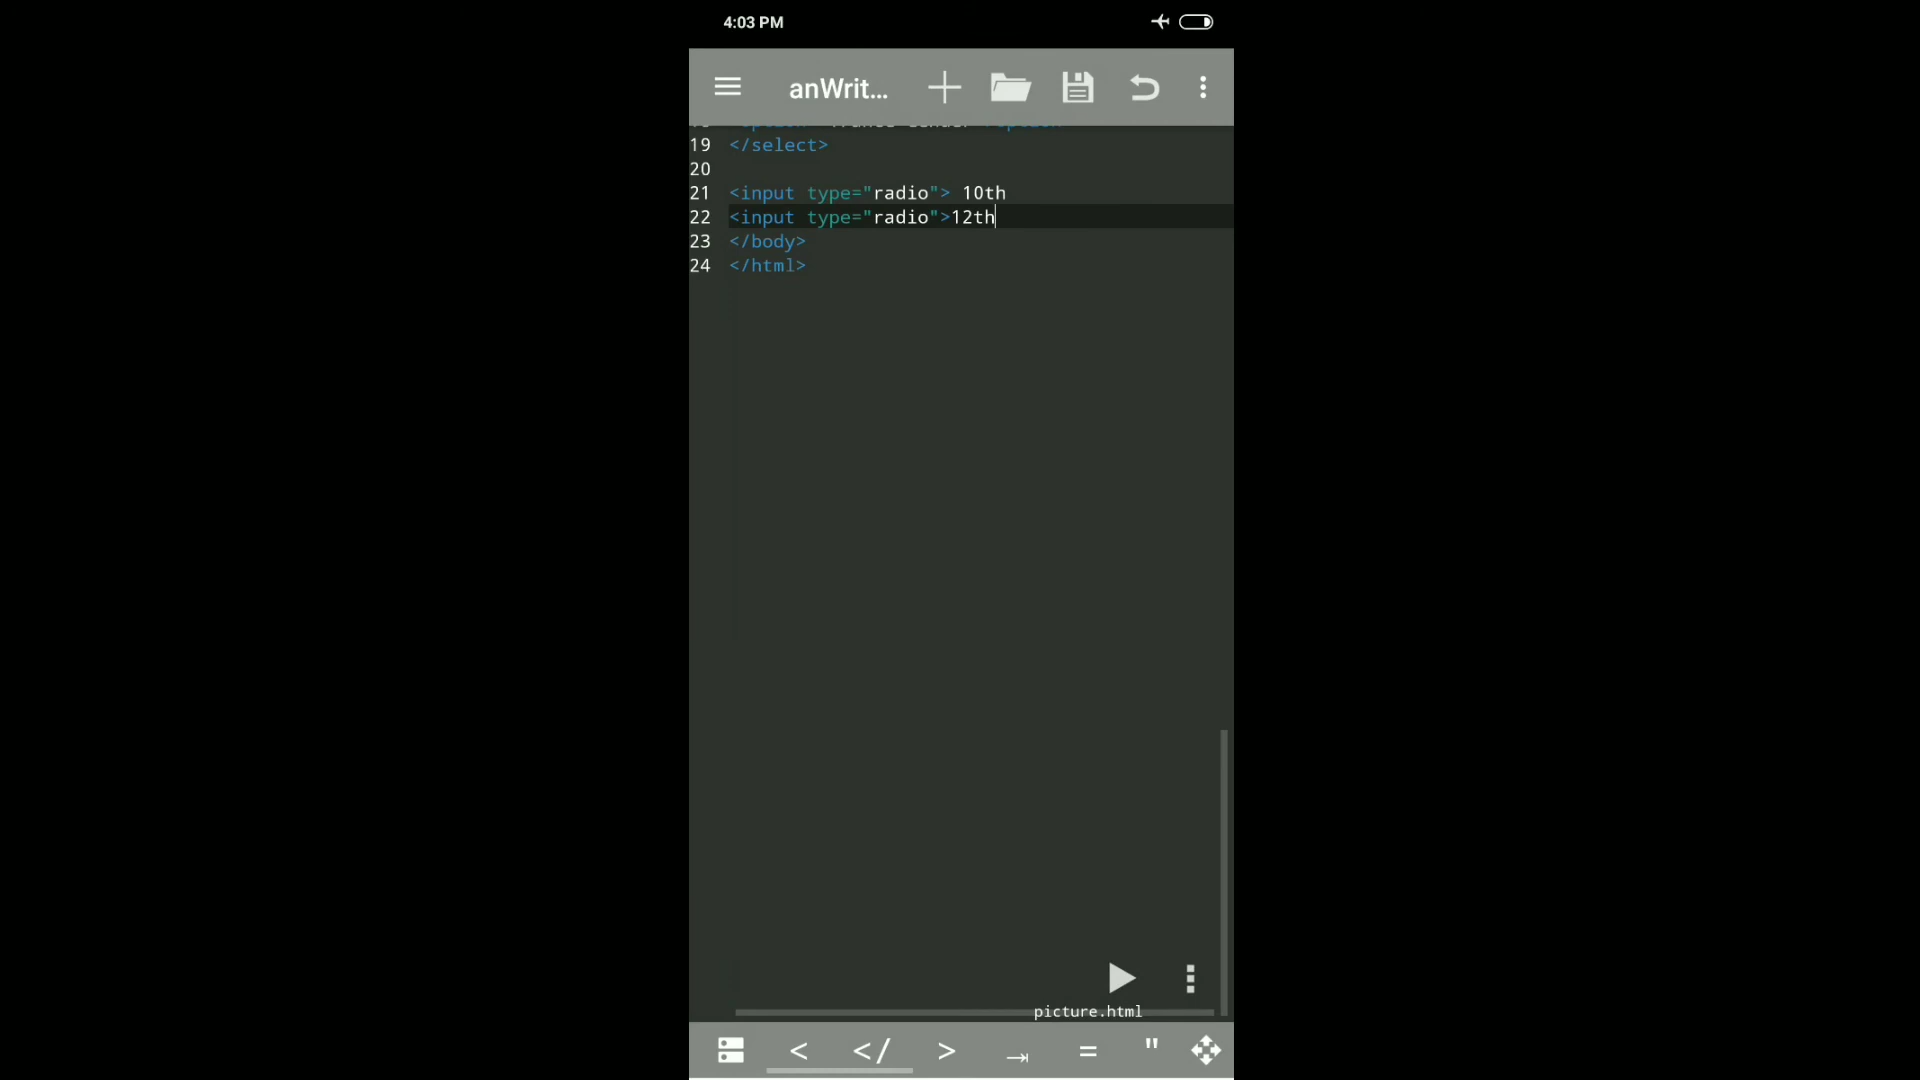 4:03 PM
anWrit...
19 </select>
20
21 <input type="radio"> 10th
22 <input type="radio">12th
23 </body>
24 </html>
picture.html
< </ > = "